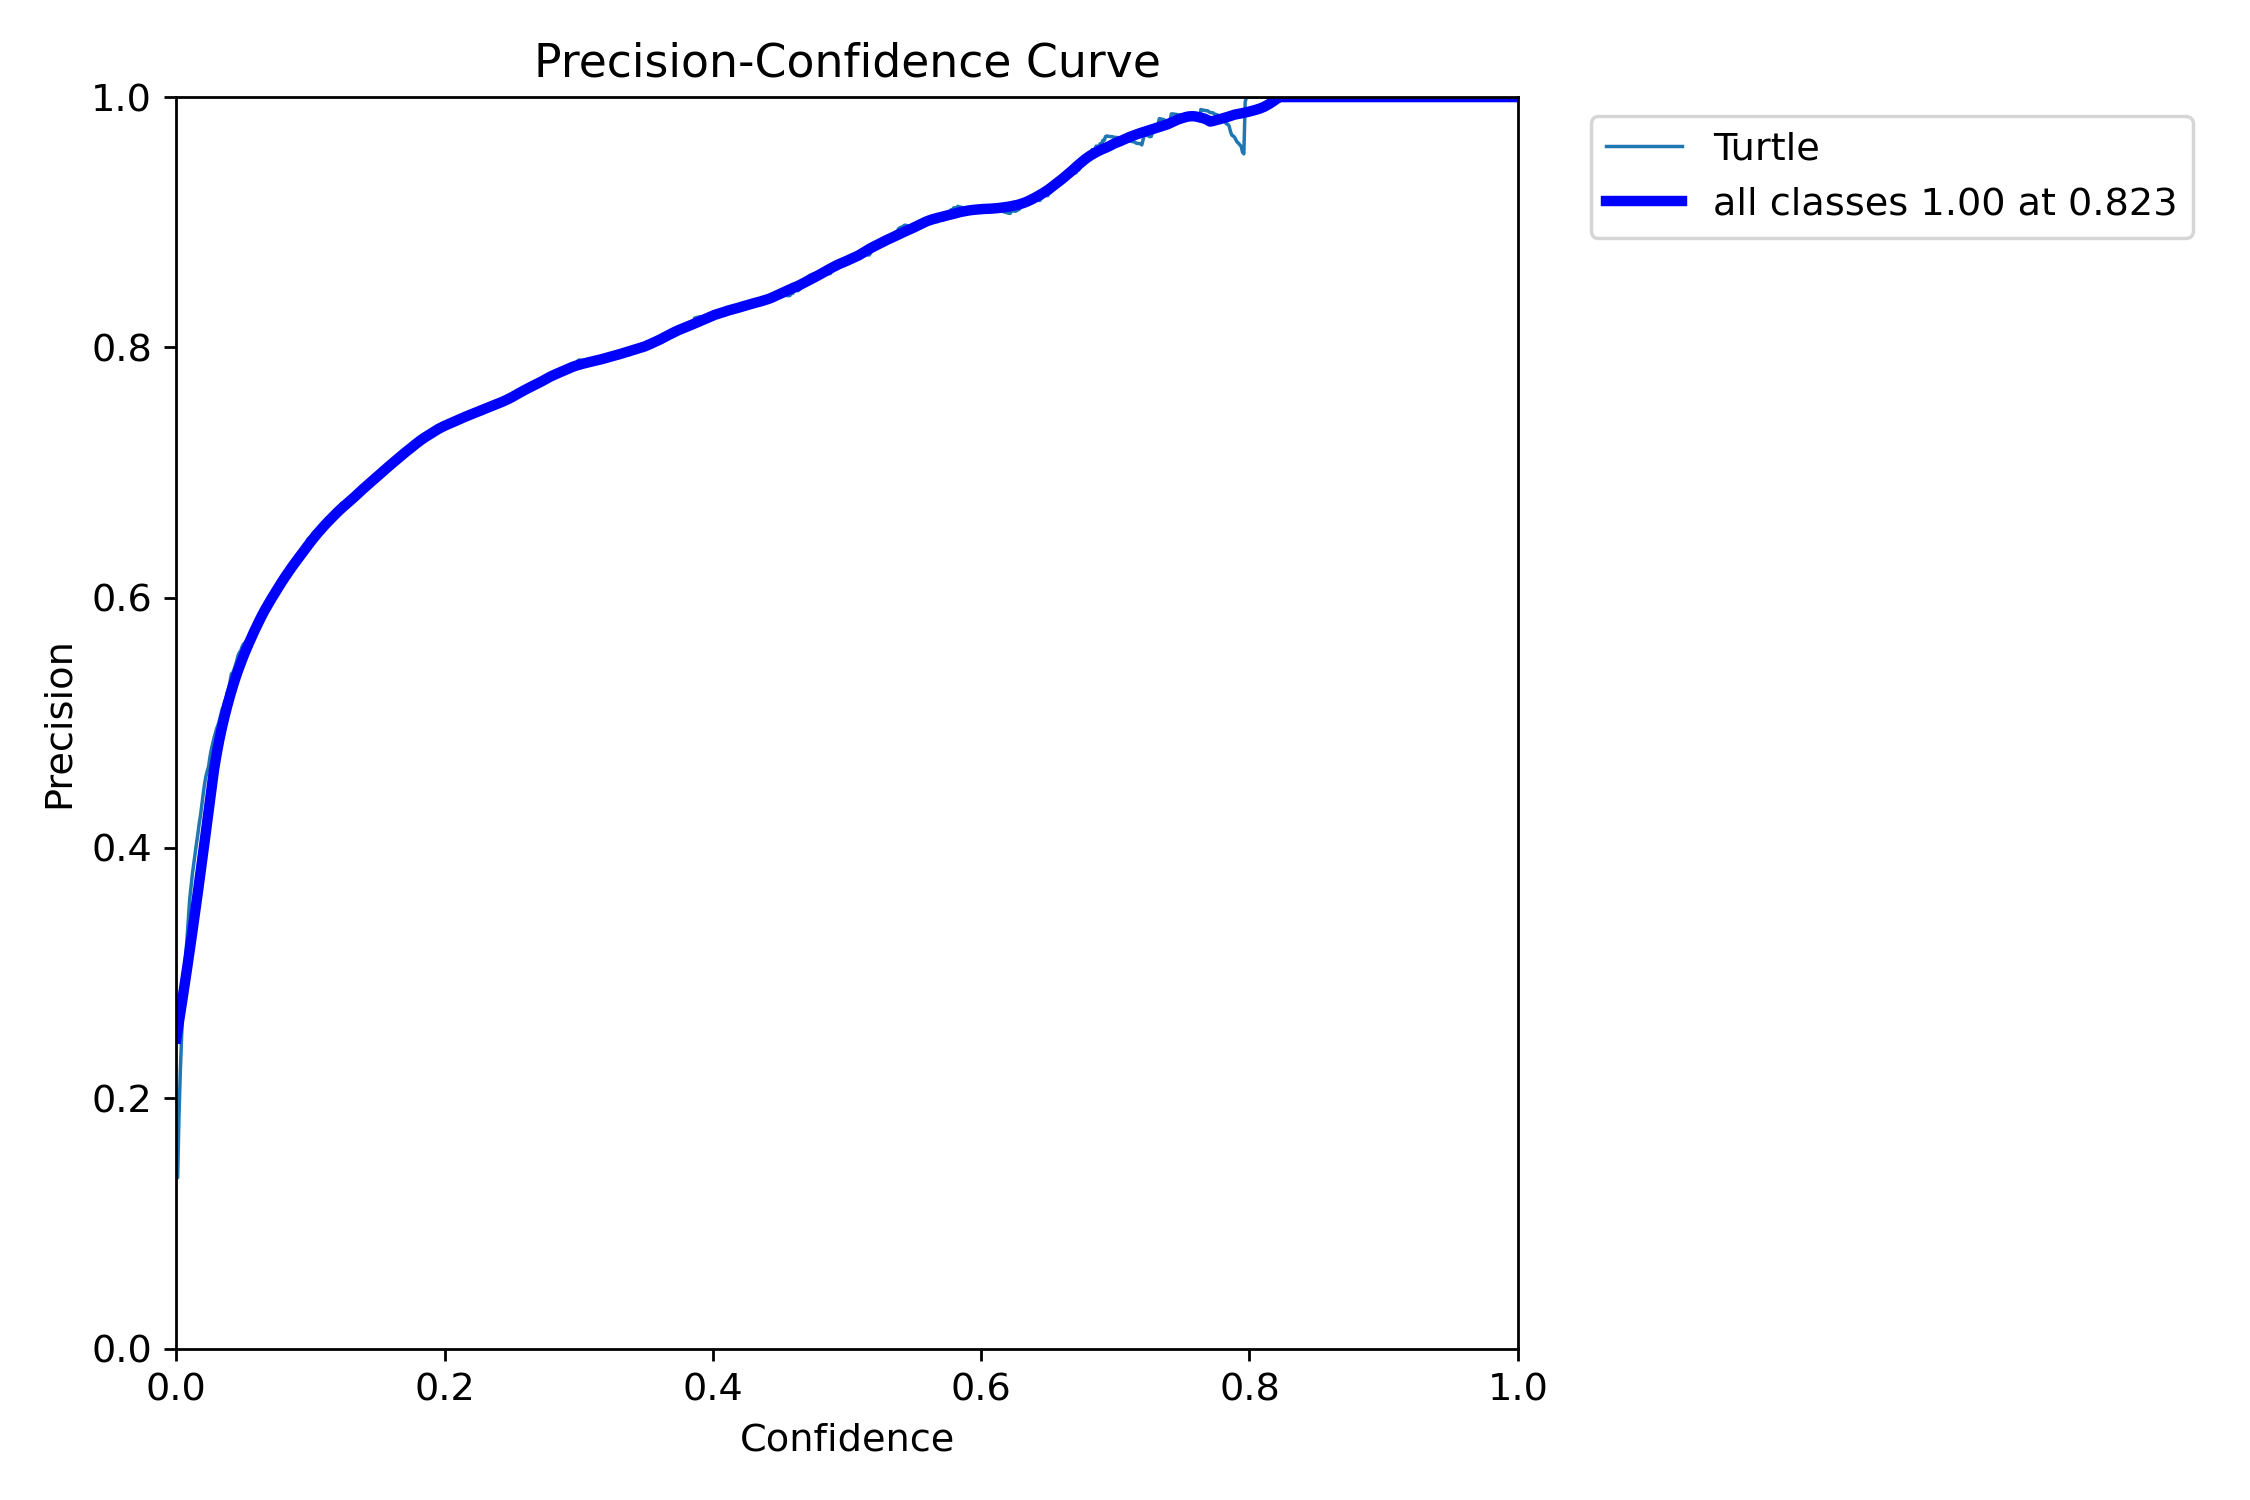 Precision-Confidence Curve
Turtle
all classes 1.00 at 0.823
Precision
1.0
0.8
0.6
0.4
0.2
0.0
0.0 0.2 0.4 0.6 0.8 1.0
Confidence